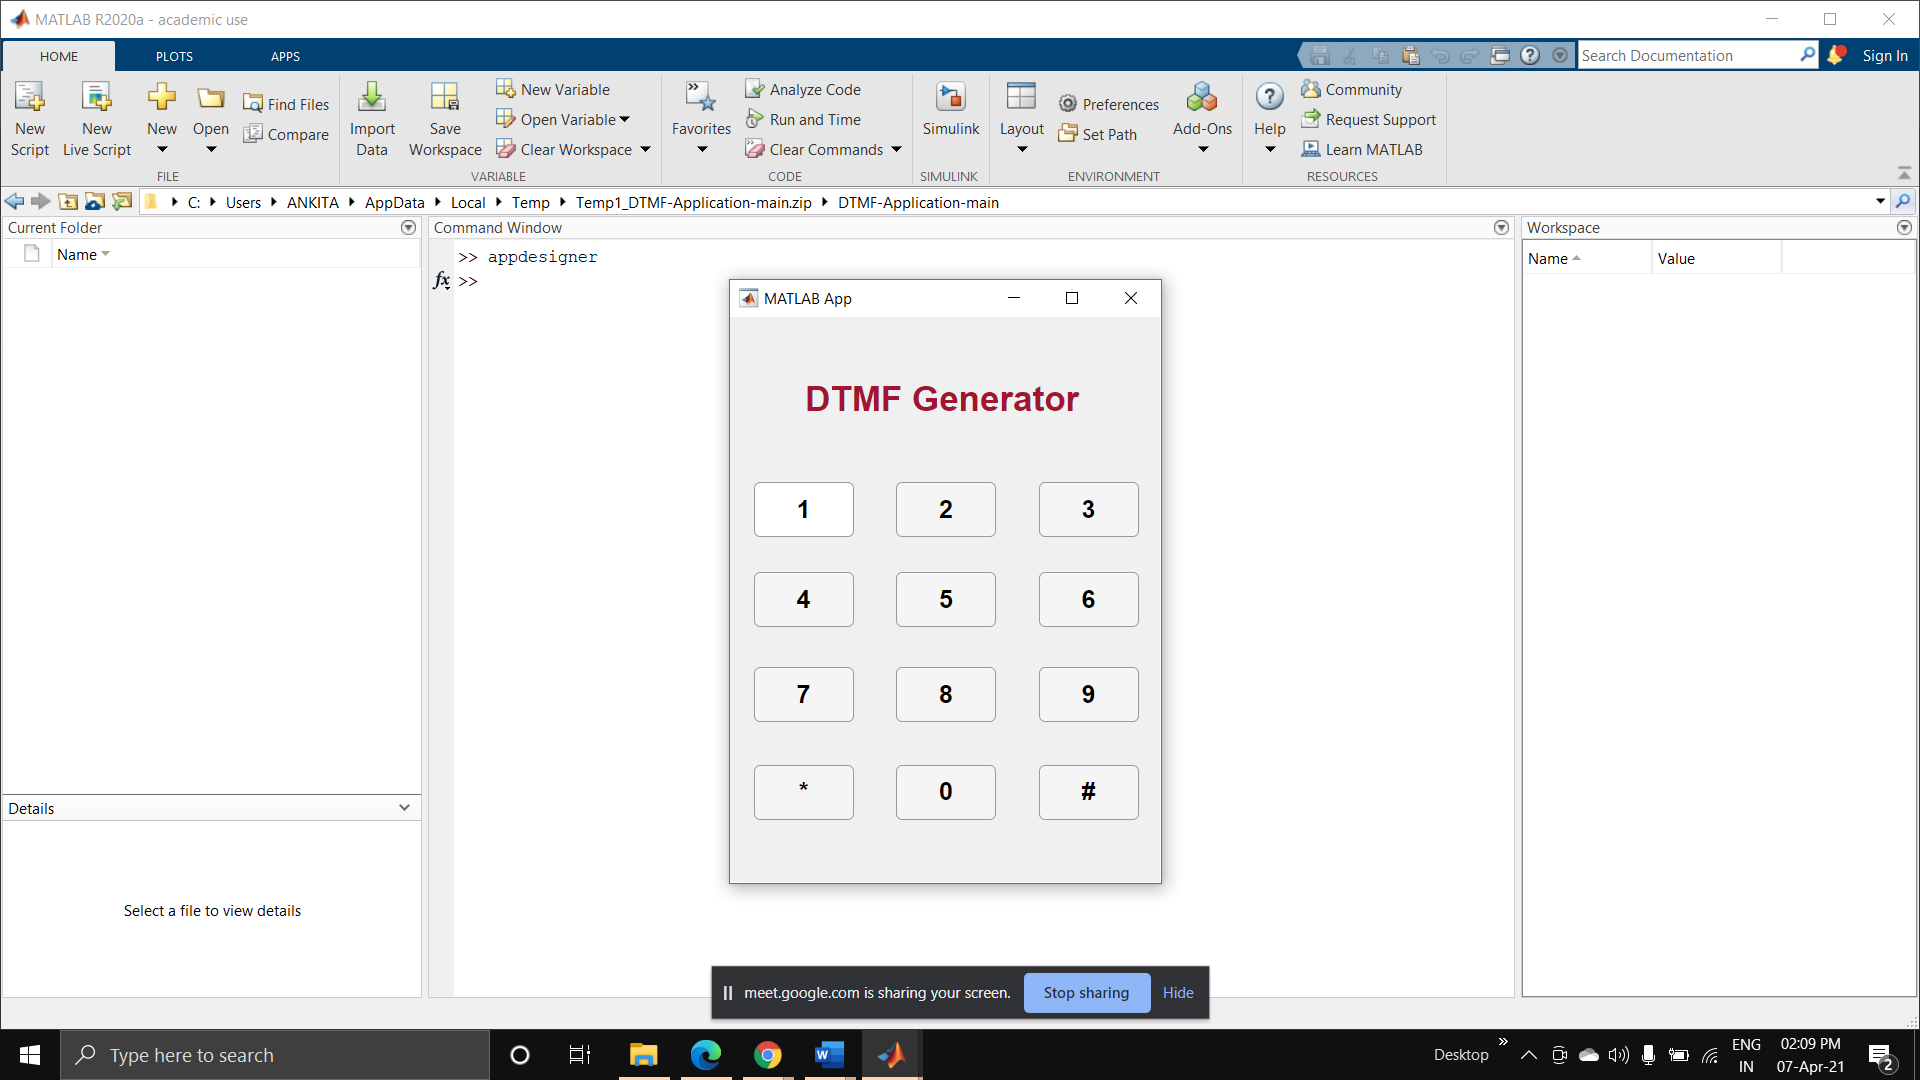 MATLAB R2020a - academic use
HOME PLOTS APPS
Search Documentation
Sign In
New Script
New Live Script
New
Open
Find Files
Compare
FILE
Import Data
Save Workspace
New Variable
Open Variable
Clear Workspace
VARIABLE
Favorites
Analyze Code
Run and Time
Clear Commands
CODE
Simulink
SIMULINK
Layout
Preferences
Set Path
Add-Ons
ENVIRONMENT
Help
Community
Request Support
Learn MATLAB
RESOURCES
C: Users ANKITA AppData Local Temp Temp1_DTMF-Application-main.zip DTMF-Application-main
Current Folder
Name
Details
Select a file to view details
Command Window
>> appdesigner
fx >>
Workspace
Name Value
MATLAB App
DTMF Generator
1 2 3
4 5 6
7 8 9
* 0 #
meet.google.com is sharing your screen. Stop sharing Hide
Type here to search
Desktop
ENG
IN
02:09 PM
07-Apr-21
2